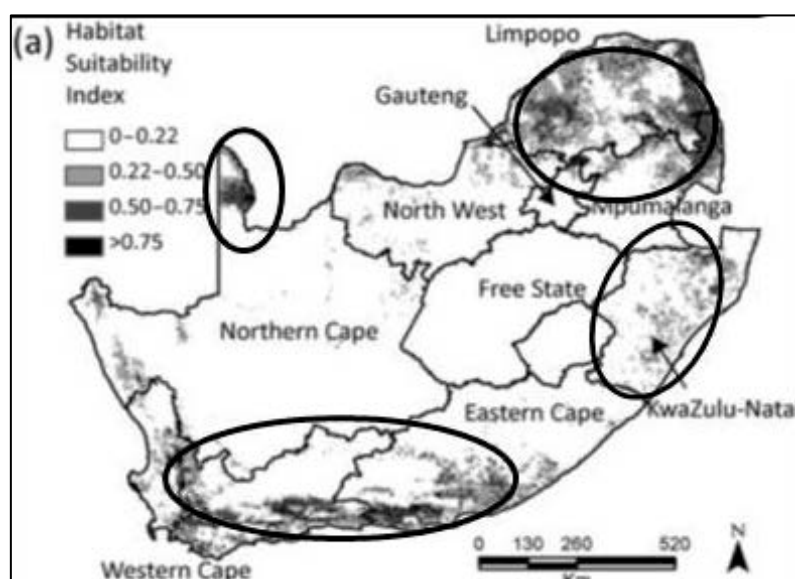 (a) Habitat
Suitability
Index
0–0.22
0.22–0.50
0.50–0.75
>0.75
Limpopo
Gauteng
North West
Mpumalanga
Free State
Northern Cape
KwaZulu-Nata
Eastern Cape
Western Cape
0 130 260 520
Km
N